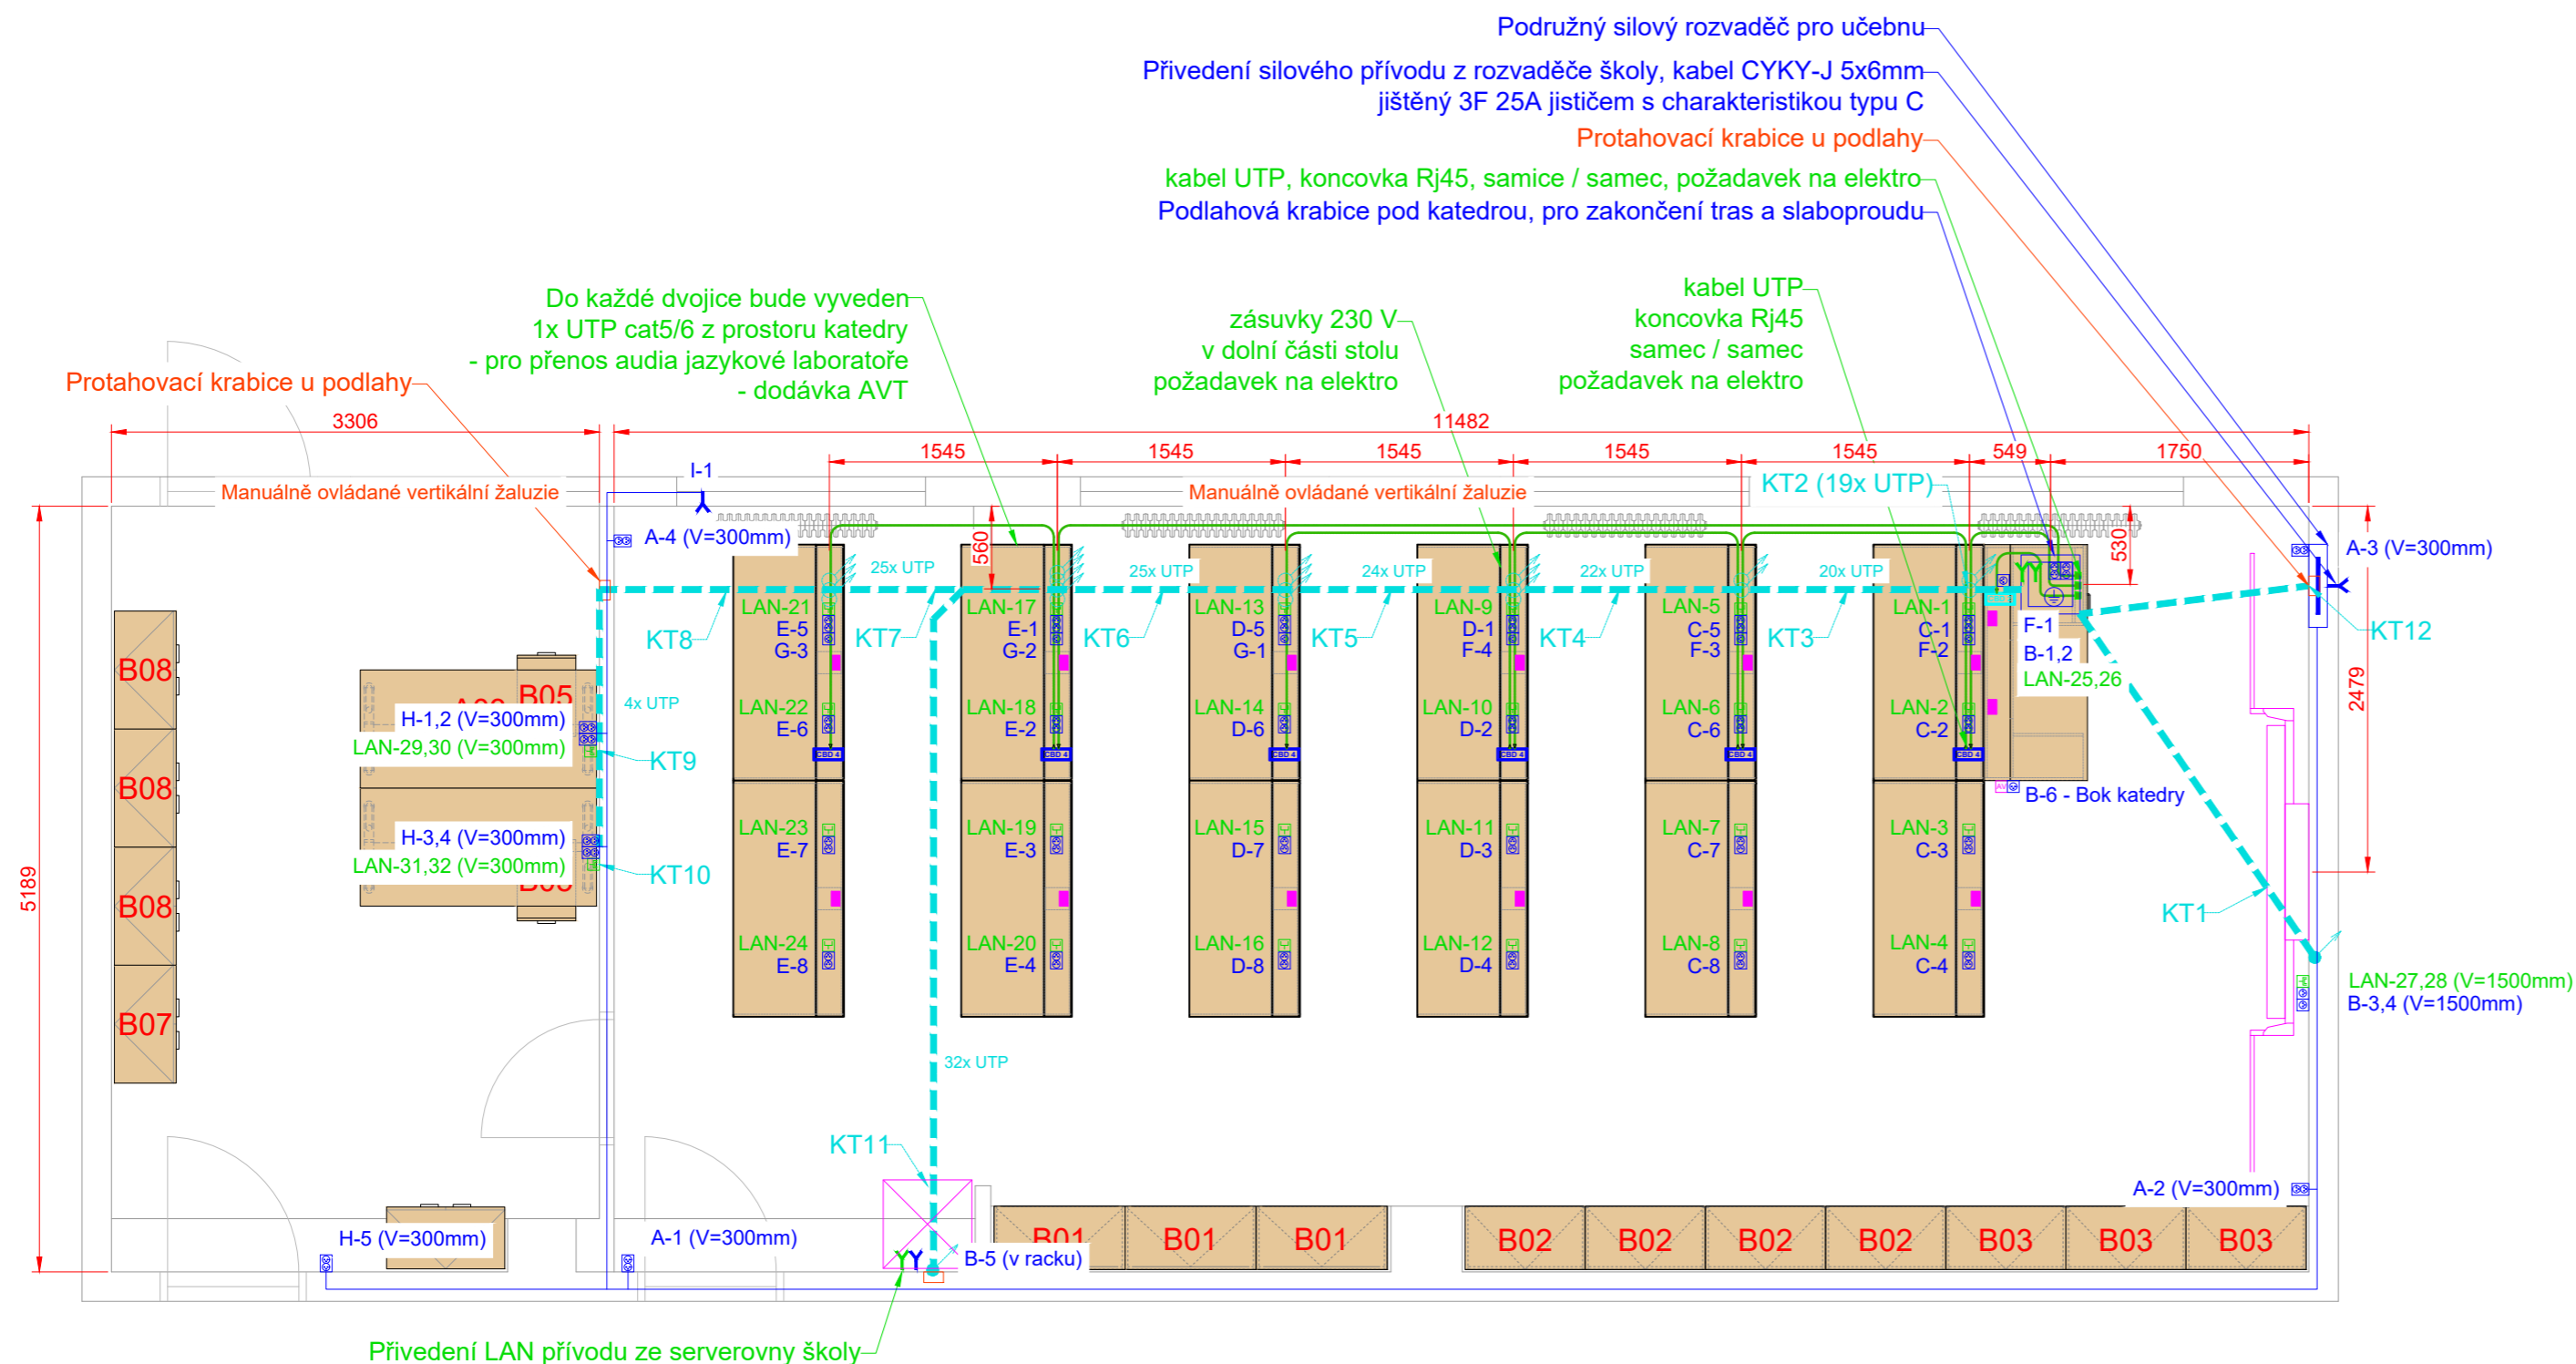 Podružný silový rozvaděč pro učebnu
Přivedení silového přívodu z rozvaděče školy, kabel CYKY-J 5x6mm
jištěný 3F 25A jističem s charakteristikou typu C
Protahovací krabice u podlahy
kabel UTP, koncovka Rj45, samice / samec, požadavek na elektro
Podlahová krabice pod katedrou, pro zakončení tras a slaboproudu
Do každé dvojice bude vyveden
1x UTP cat5/6 z prostoru katedry
- pro přenos audia jazykové laboratoře
- dodávka AVT
zásuvky 230 V
v dolní části stolu
požadavek na elektro
kabel UTP
koncovka Rj45
samec / samec
požadavek na elektro
Protahovací krabice u podlahy
3306
11482
1545
1545
1545
1545
1545
549
1750
I-1
Manuálně ovládané vertikální žaluzie
Manuálně ovládané vertikální žaluzie
KT2 (19x UTP)
A-4 (V=300mm)
560
530
A-3 (V=300mm)
25x UTP
25x UTP
24x UTP
22x UTP
20x UTP
KT8
LAN-21
E-5
G-3
KT7
LAN-17
E-1
G-2
KT6
LAN-13
D-5
G-1
KT5
LAN-9
D-1
F-4
KT4
LAN-5
C-5
F-3
KT3
LAN-1
C-1
F-2
F-1
B-1,2
LAN-25,26
KT12
2479
B08
B05
4x UTP
H-1,2 (V=300mm)
LAN-29,30 (V=300mm)
KT9
LAN-22
E-6
LAN-18
E-2
LAN-14
D-6
LAN-10
D-2
LAN-6
C-6
LAN-2
C-2
CBD 4
CBD 4
CBD 4
CBD 4
CBD 4
CBD 4
B08
B-6 - Bok katedry
H-3,4 (V=300mm)
LAN-31,32 (V=300mm)
KT10
LAN-23
E-7
LAN-19
E-3
LAN-15
D-7
LAN-11
D-3
LAN-7
C-7
LAN-3
C-3
5189
B08
KT1
LAN-24
E-8
LAN-20
E-4
LAN-16
D-8
LAN-12
D-4
LAN-8
C-8
LAN-4
C-4
LAN-27,28 (V=1500mm)
B-3,4 (V=1500mm)
B07
32x UTP
KT11
A-2 (V=300mm)
H-5 (V=300mm)
A-1 (V=300mm)
B-5 (v racku)
B01
B01
B01
B02
B02
B02
B02
B03
B03
B03
Přivedení LAN přívodu ze serverovny školy